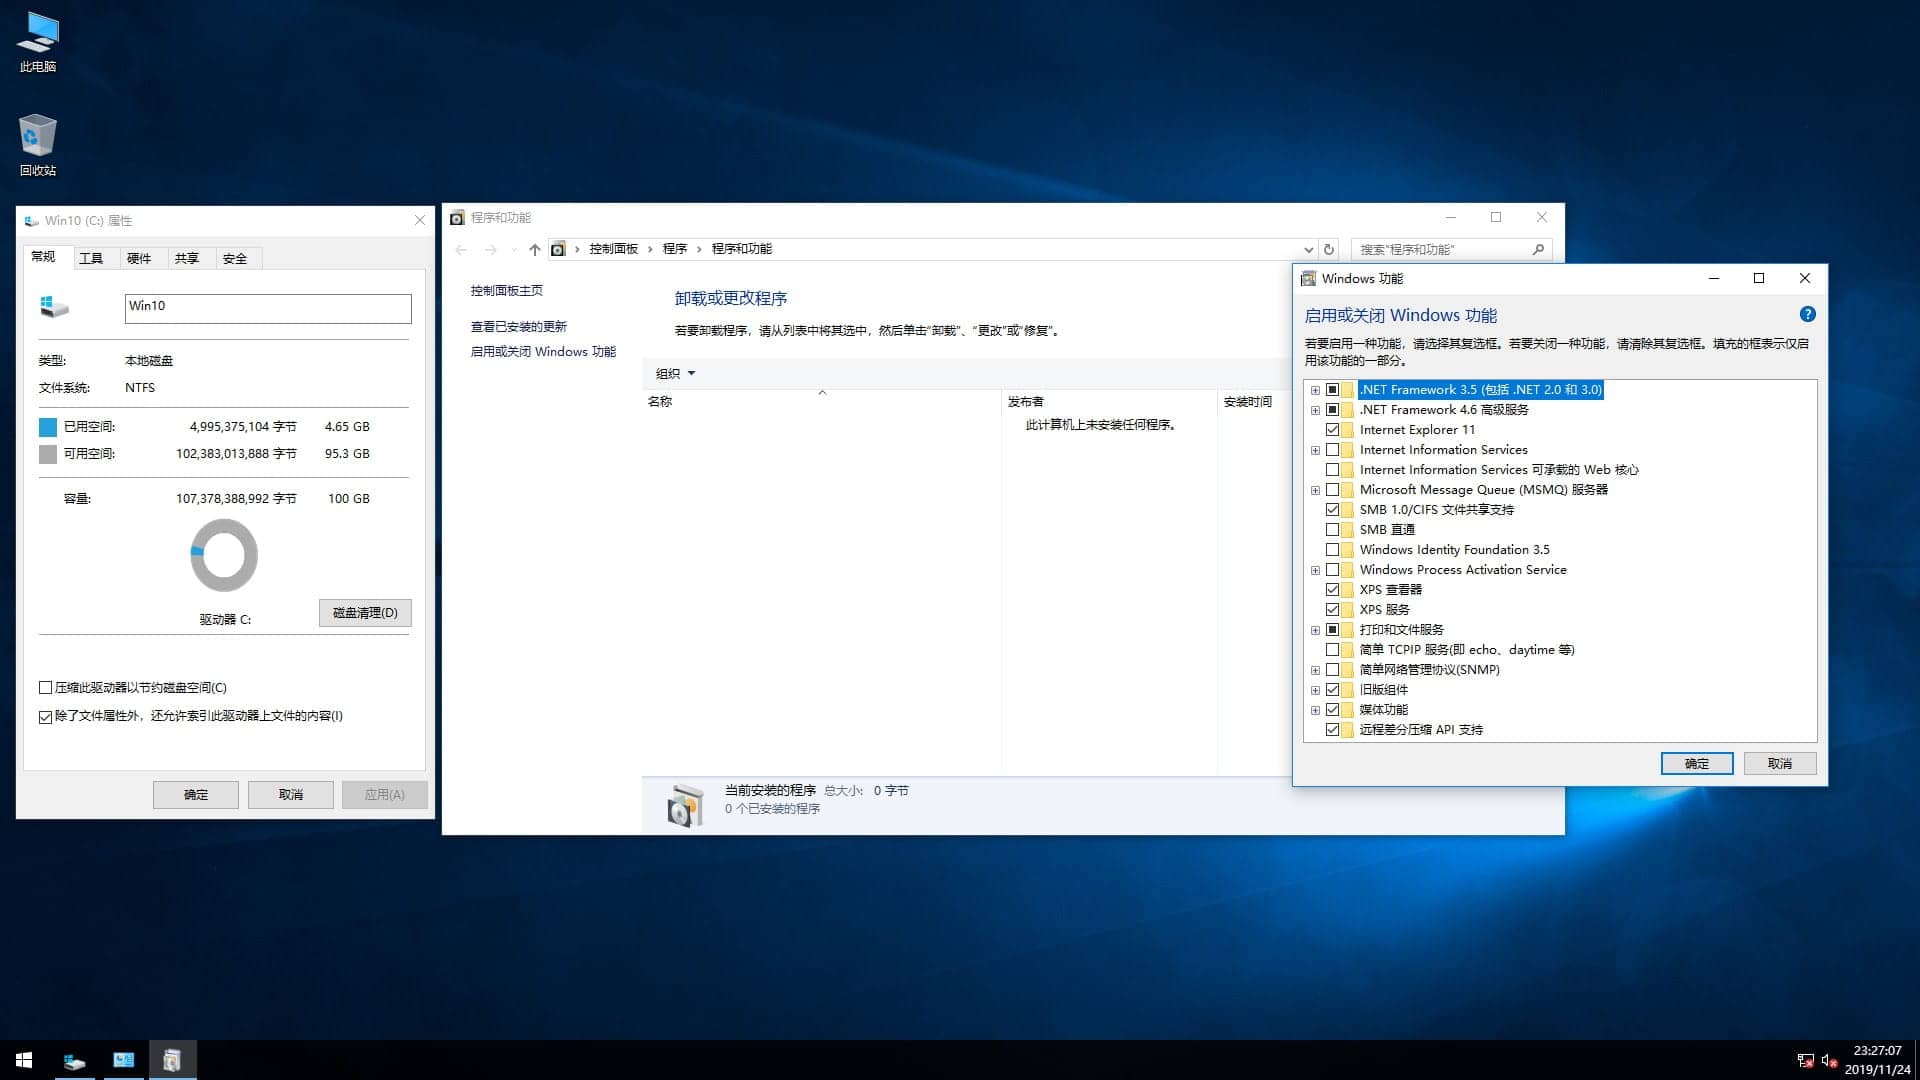 此电脑
回收站
Win10 (C:) 属性
常规 工具 硬件 共享 安全
Win10
类型: 本地磁盘
文件系统: NTFS
已用空间: 4,995,375,104 字节 4.65 GB
可用空间: 102,383,013,888 字节 95.3 GB
容量: 107,378,388,992 字节 100 GB
驱动器 C:
磁盘清理(D)
压缩此驱动器以节约磁盘空间(C)
除了文件属性外，还允许索引此驱动器上文件的内容(I)
确定 取消 应用(A)
程序和功能
控制面板 › 程序 › 程序和功能
搜索"程序和功能"
控制面板主页
查看已安装的更新
启用或关闭 Windows 功能
卸载或更改程序
若要卸载程序，请从列表中将其选中，然后单击“卸载”、“更改”或“修复”。
组织
名称 发布者 安装时间
此计算机上未安装任何程序。
当前安装的程序 总大小: 0 字节
0 个已安装的程序
Windows 功能
启用或关闭 Windows 功能
若要启用一种功能，请选择其复选框。若要关闭一种功能，请清除其复选框。填充的框表示仅启
用该功能的一部分。
.NET Framework 3.5 (包括 .NET 2.0 和 3.0)
.NET Framework 4.6 高级服务
Internet Explorer 11
Internet Information Services
Internet Information Services 可承载的 Web 核心
Microsoft Message Queue (MSMQ) 服务器
SMB 1.0/CIFS 文件共享支持
SMB 直通
Windows Identity Foundation 3.5
Windows Process Activation Service
XPS 查看器
XPS 服务
打印和文件服务
简单 TCPIP 服务(即 echo、daytime 等)
简单网络管理协议(SNMP)
旧版组件
媒体功能
远程差分压缩 API 支持
确定 取消
23:27:07
2019/11/24